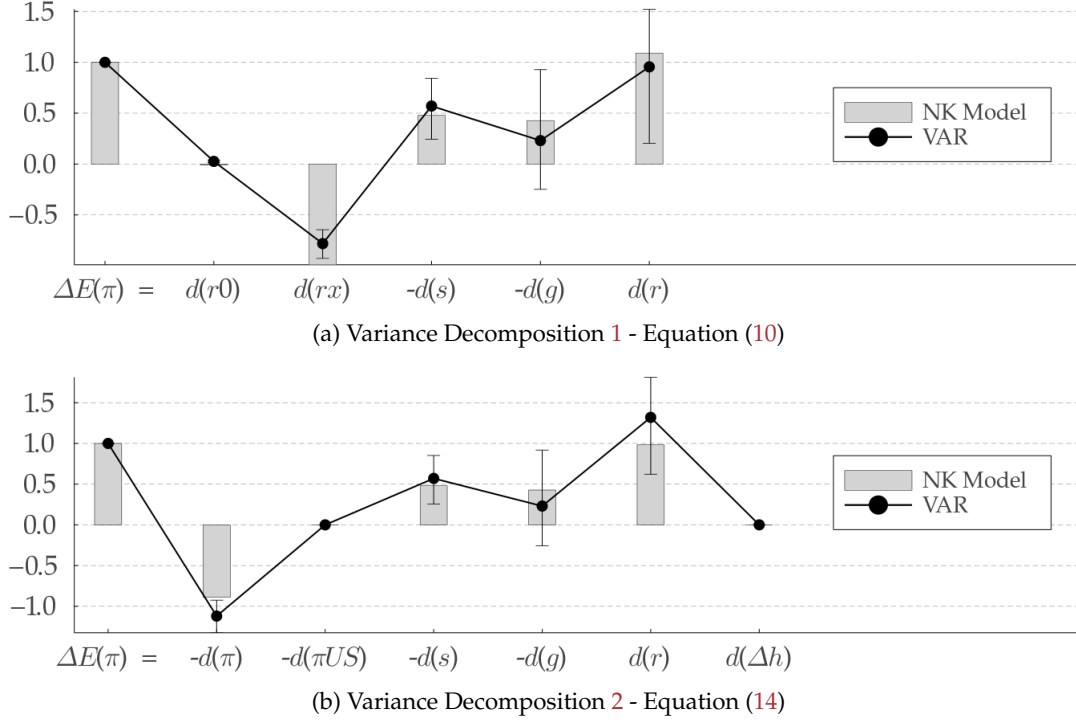 1.5
1.0
0.5
0.0
−0.5
NK Model
VAR
ΔE(π) = d(r0) d(rx) -d(s) -d(g) d(r)
(a) Variance Decomposition 1 - Equation (10)
1.5
1.0
0.5
0.0
−0.5
−1.0
NK Model
VAR
ΔE(π) = -d(π) -d(πUS) -d(s) -d(g) d(r) d(Δh)
(b) Variance Decomposition 2 - Equation (14)